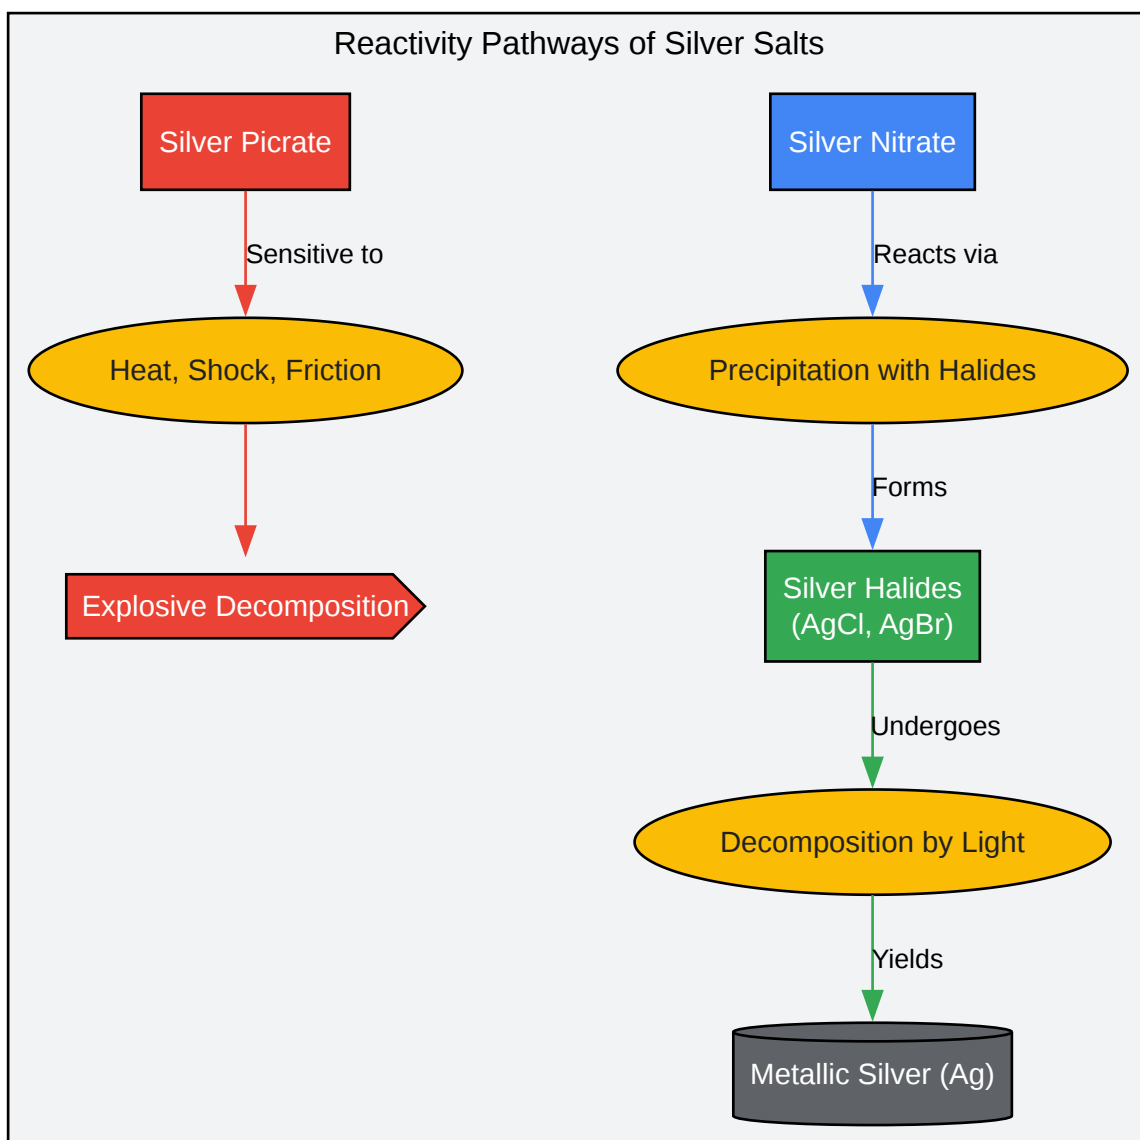 Reactivity Pathways of Silver Salts
Silver Picrate
Sensitive to
Heat, Shock, Friction
Explosive Decomposition
Silver Nitrate
Reacts via
Precipitation with Halides
Forms
Silver Halides
(AgCl, AgBr)
Undergoes
Decomposition by Light
Yields
Metallic Silver (Ag)